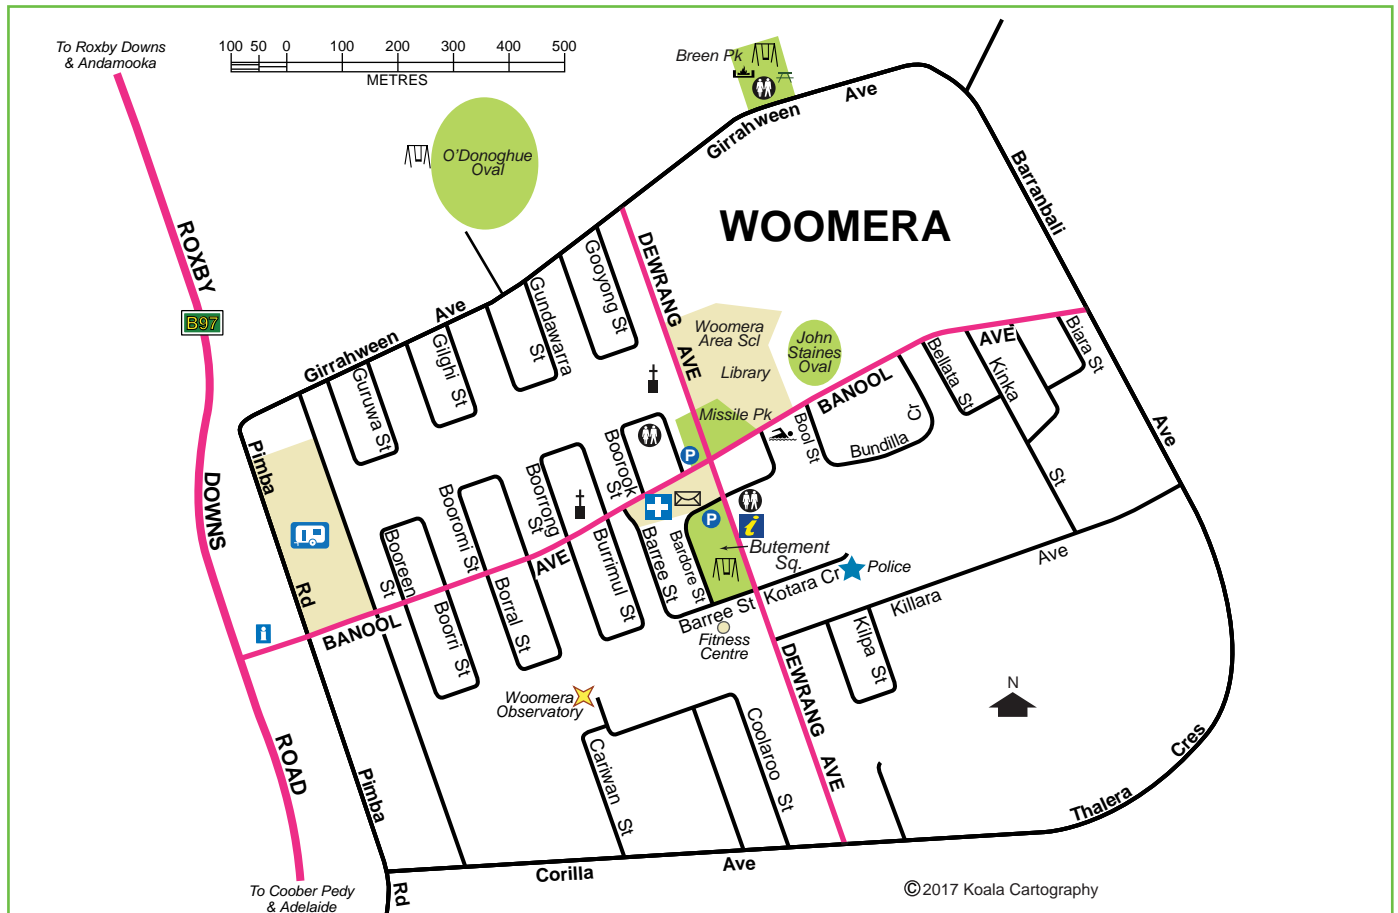 To Roxby Downs
& Andamooka
100 50 0 100 200 300 400 500
METRES
Breen Pk
Girrahween
Ave
O'Donoghue
Oval
WOOMERA
Barranbali
Ave
ROXBY
B97
DOWNS
ROAD
DEWRANG
AVE
Gooyong St
Gundawarra
St
Gilghi St
Guruwa St
Girrahween
Ave
Woomera
Area Scl
Library
John
Staines
Oval
Missile Pk
BANOOL
AVE
Biara St
Bellata St
Kinka
St
Bool St
Bundilla
Cr
Boorook
St
Boorrong
St
Booromi St
Booreen
St
Pimba
Rd
P
P
i
i
Butement
Sq.
Barree St
Bardore St
Burrimul St
Borral St
Boorri St
BANOOL
AVE
Barree St
Kotara Cr
Police
Fitness
Centre
Killara
Ave
Kilpa St
DEWRANG
AVE
Woomera
Observatory
N
Cariwan St
Coolaroo St
Pimba
Rd
Corilla
Ave
Thalera
Cres
To Coober Pedy
& Adelaide
©2017 Koala Cartography